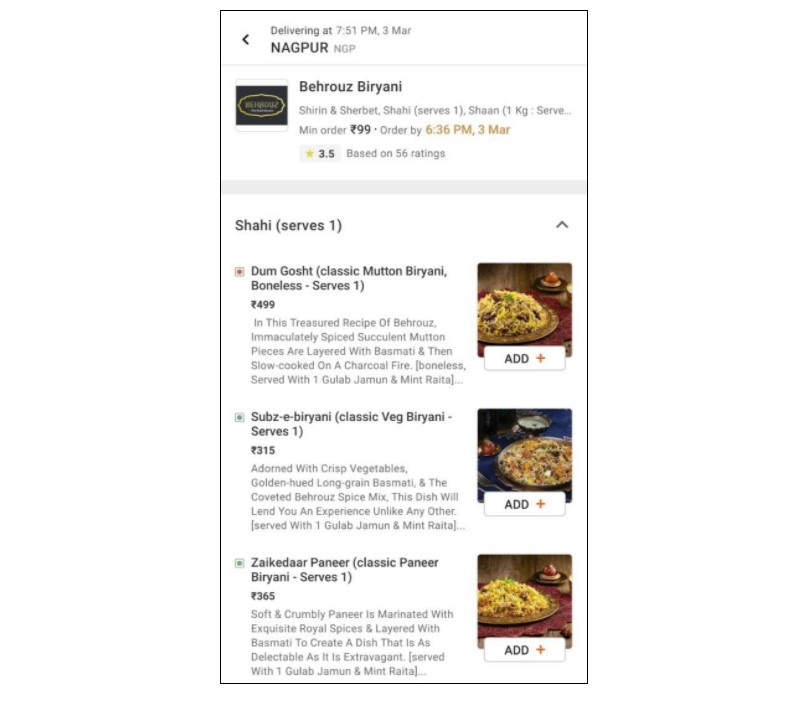 Delivering at 7:51 PM, 3 Mar
NAGPUR NGP
BEHROUZ
Behrouz Biryani
Shirin & Sherbet, Shahi (serves 1), Shaan (1 Kg : Serve...
Min order ₹99 · Order by 6:36 PM, 3 Mar
★ 3.5 Based on 56 ratings
Shahi (serves 1)
Dum Gosht (classic Mutton Biryani,
Boneless - Serves 1)
₹499
In This Treasured Recipe Of Behrouz,
Immaculately Spiced Succulent Mutton
Pieces Are Layered With Basmati & Then
Slow-cooked On A Charcoal Fire. [boneless,
Served With 1 Gulab Jamun & Mint Raita]...
ADD +
Subz-e-biryani (classic Veg Biryani -
Serves 1)
₹315
Adorned With Crisp Vegetables,
Golden-hued Long-grain Basmati, & The
Coveted Behrouz Spice Mix, This Dish Will
Lend You An Experience Unlike Any Other.
[served With 1 Gulab Jamun & Mint Raita]...
ADD +
Zaikedaar Paneer (classic Paneer
Biryani - Serves 1)
₹365
Soft & Crumbly Paneer Is Marinated With
Exquisite Royal Spices & Layered With
Basmati To Create A Dish That Is As
Delectable As It Is Extravagant. [served
With 1 Gulab Jamun & Mint Raita]...
ADD +